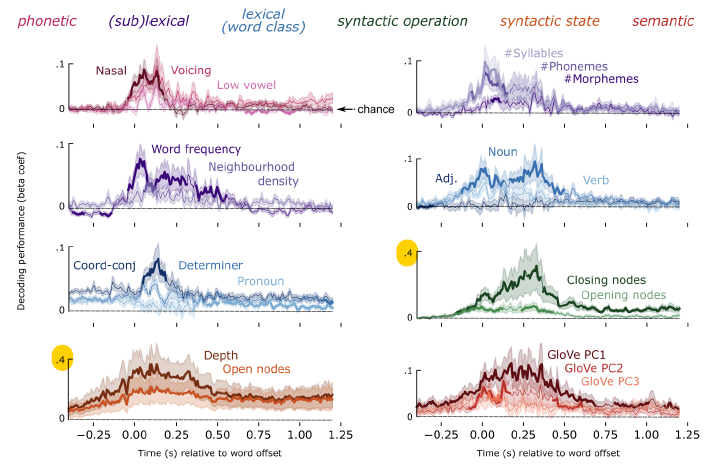 phonetic (sub)lexical lexical syntactic operation syntactic state semantic
(word class)
.1
0
Nasal
Voicing
Low vowel
chance
.1
0
#Syllables
#Phonemes
#Morphemes
.1
0
Word frequency
Neighbourhood
density
.1
0
Noun
Adj.
Verb
.1
0
Coord-conj
Determiner
Pronoun
.4
0
Closing nodes
Opening nodes
.4
0
Depth
Open nodes
.1
0
GloVe PC1
GloVe PC2
GloVe PC3
Decoding performance (beta coef)
−0.25 0.00 0.25 0.50 0.75 1.00 1.25
−0.25 0.00 0.25 0.50 0.75 1.00 1.25
Time (s) relative to word offset
Time (s) relative to word offset